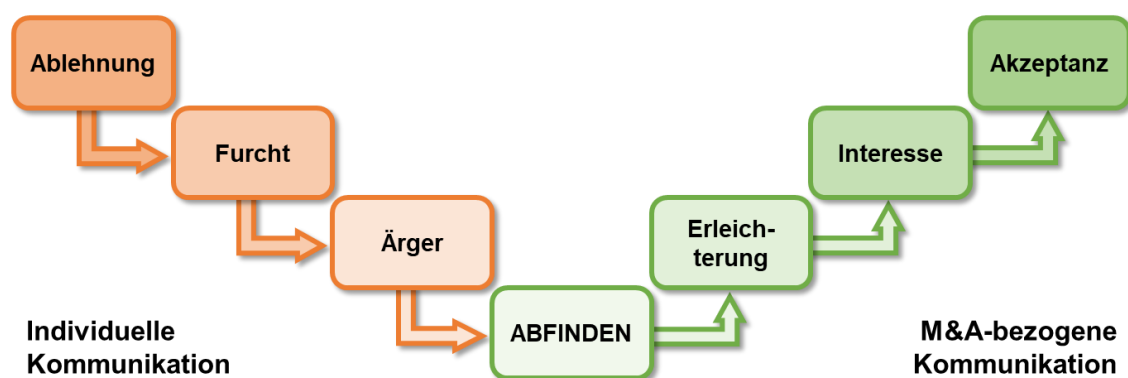 Ablehnung
Furcht
Ärger
ABFINDEN
Erleich-
terung
Interesse
Akzeptanz
Individuelle
Kommunikation
M&A-bezogene
Kommunikation